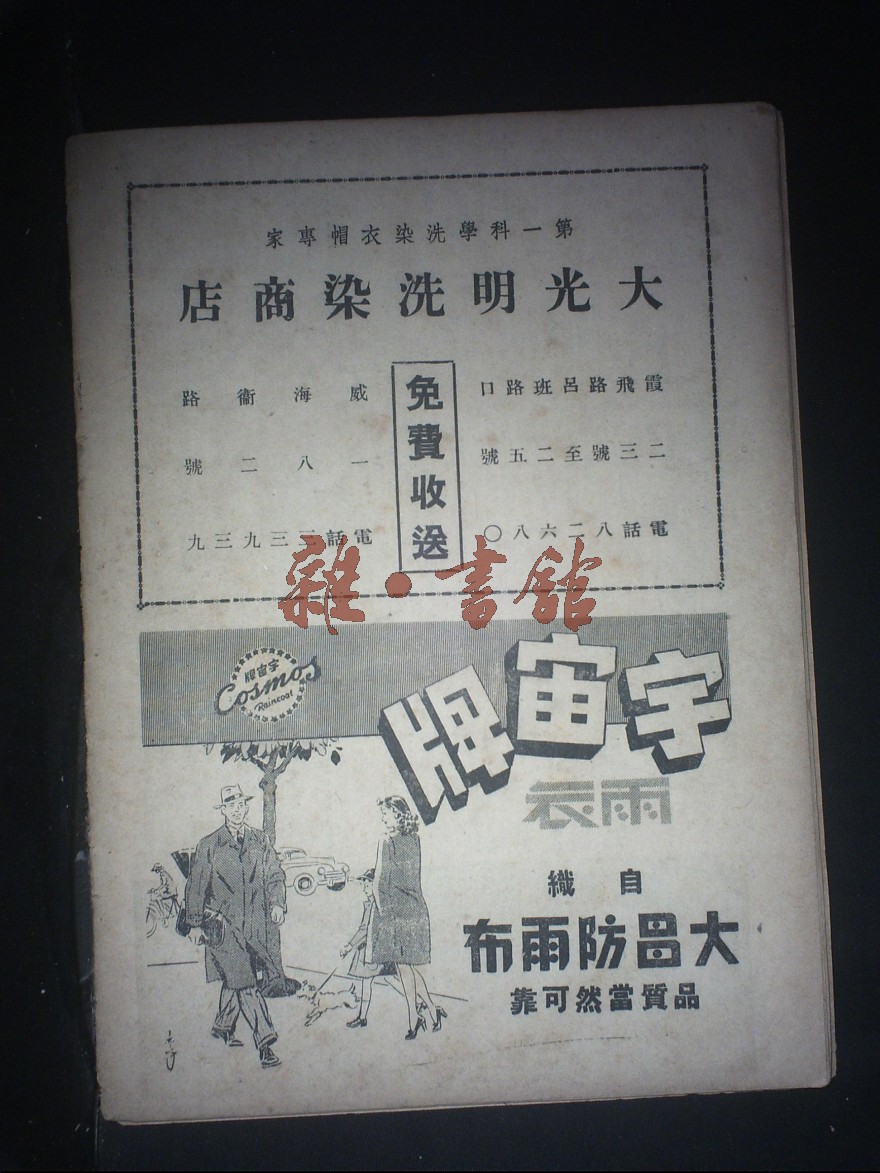 第一科學洗染衣帽專家
大光明洗染商店
霞飛路呂班路口
二三號至二五號
電話八二六八〇
免費收送
威海衞路
一八二號
電話三三九三九
雜·書館
宇宙牌
Cosmos
Raincoat
宇宙牌
雨衣
自織
大昌防雨布
品質當然可靠